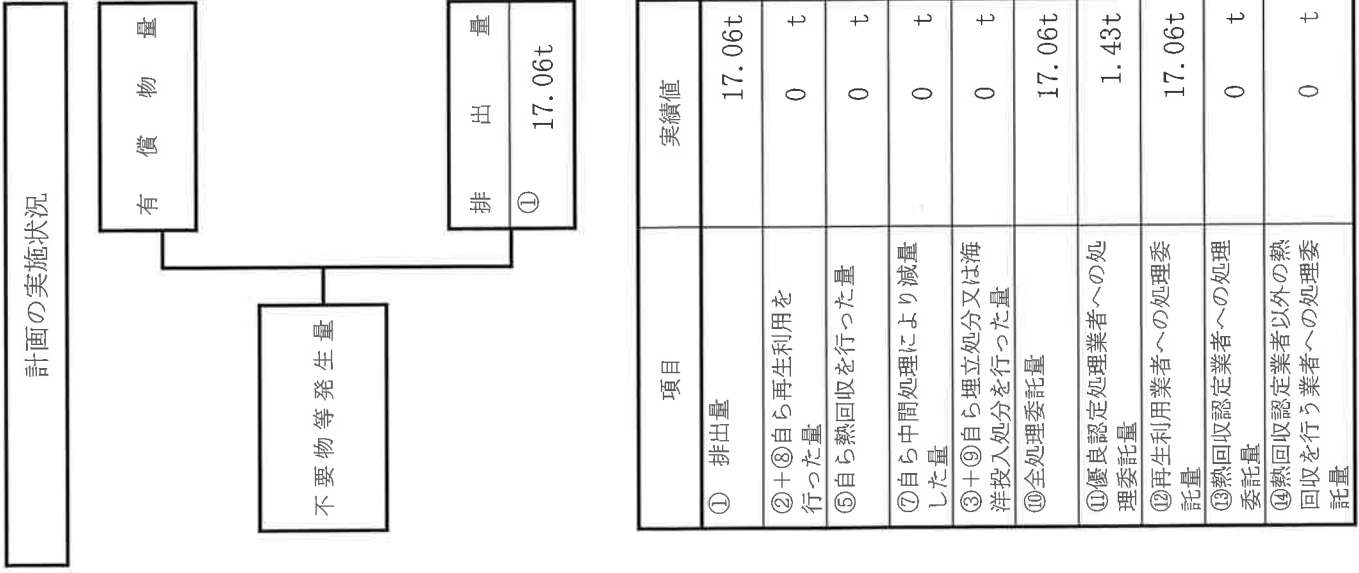 計画の実施状況
有償物量
不要物等発生量
排出量
① 17.06t
項目 実績値
① 排出量 17.06t
②+⑧自ら再生利用を
行った量 0 t
⑤自ら熱回収を行った量 0 t
⑦自ら中間処理により減量
した量 0 t
③+⑨自ら埋立処分又は海
洋投入処分を行った量 0 t
⑩全処理委託量 17.06t
⑪優良認定処理業者への処
理委託量 1.43t
⑫再生利用業者への処理委
託量 17.06t
⑬熱回収認定業者への処理
委託量 0 t
⑭熱回収認定業者以外の熱
回収を行う業者への処理委
託量 0 t